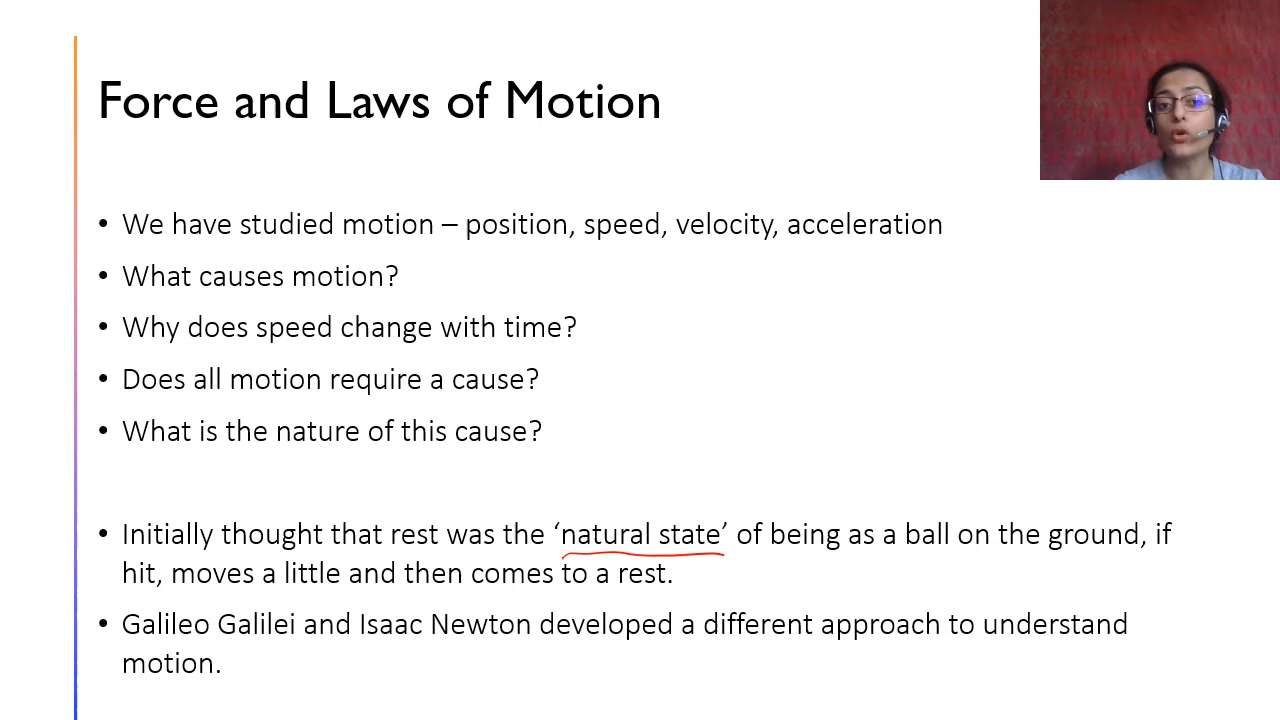 Force and Laws of Motion
• We have studied motion – position, speed, velocity, acceleration
• What causes motion?
• Why does speed change with time?
• Does all motion require a cause?
• What is the nature of this cause?
• Initially thought that rest was the ‘natural state’ of being as a ball on the ground, if
hit, moves a little and then comes to a rest.
• Galileo Galilei and Isaac Newton developed a different approach to understand
motion.